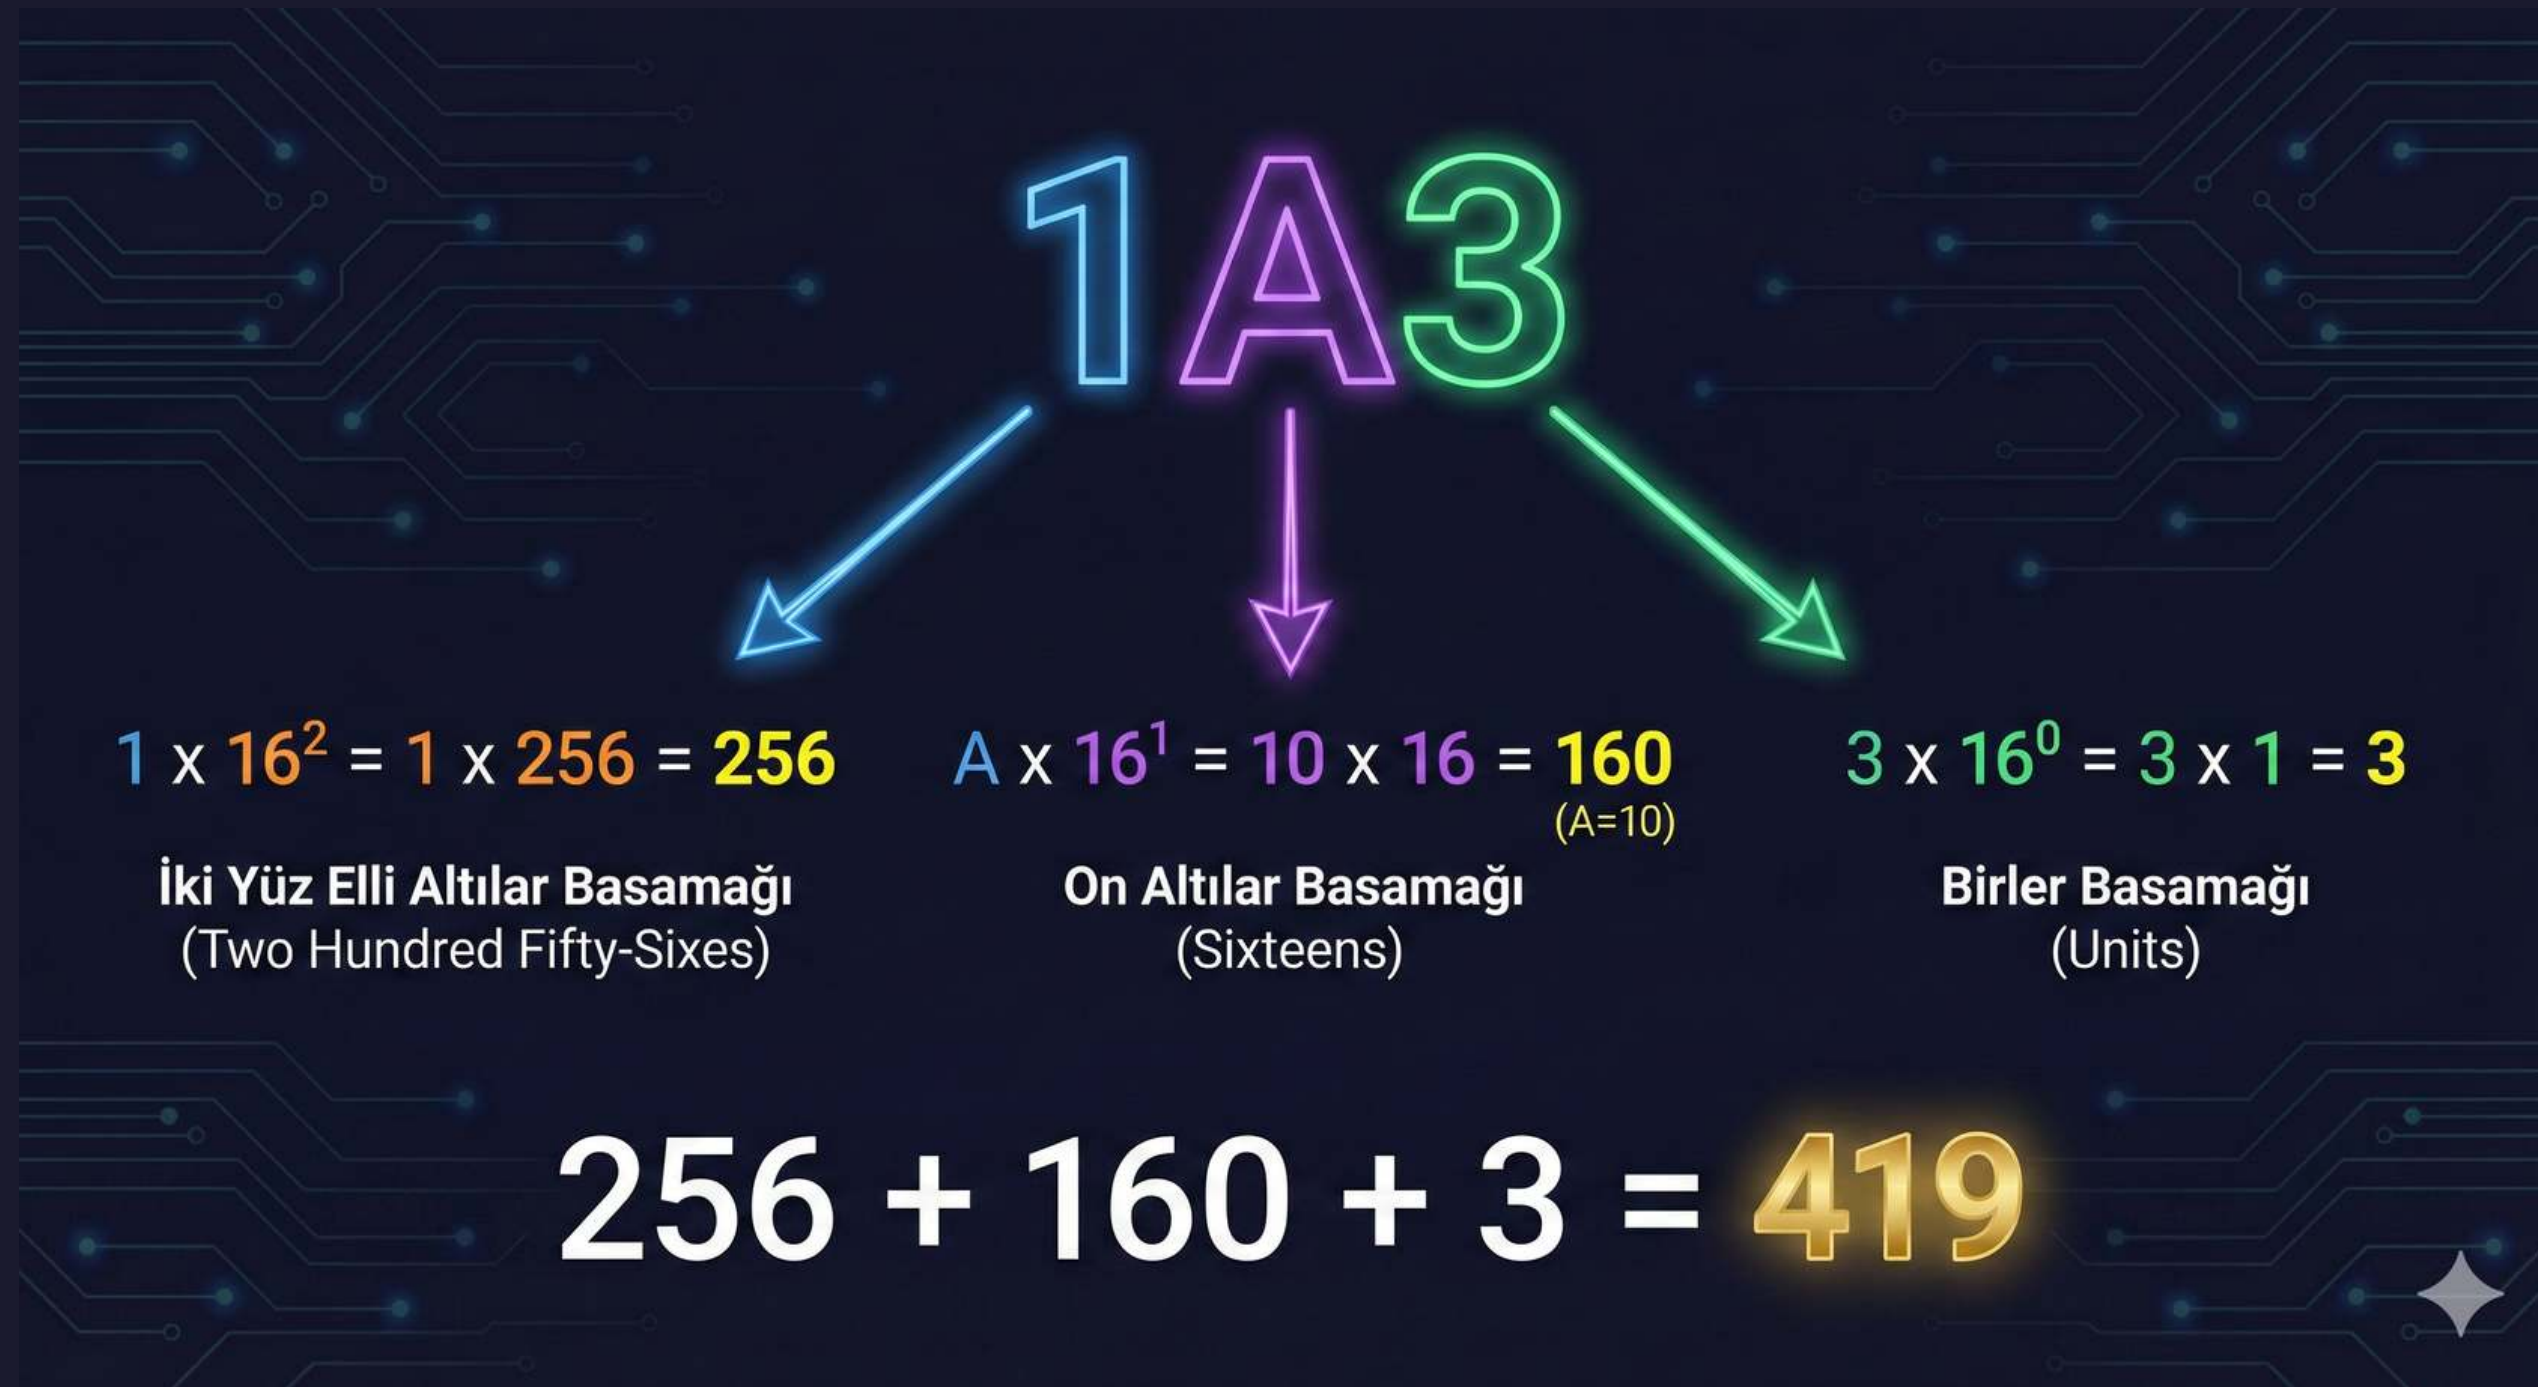 1A3
1 x 16² = 1 x 256 = 256
A x 16¹ = 10 x 16 = 160
(A=10)
3 x 16⁰ = 3 x 1 = 3
İki Yüz Elli Altılar Basamağı
(Two Hundred Fifty-Sixes)
On Altılar Basamağı
(Sixteens)
Birler Basamağı
(Units)
256 + 160 + 3 = 419